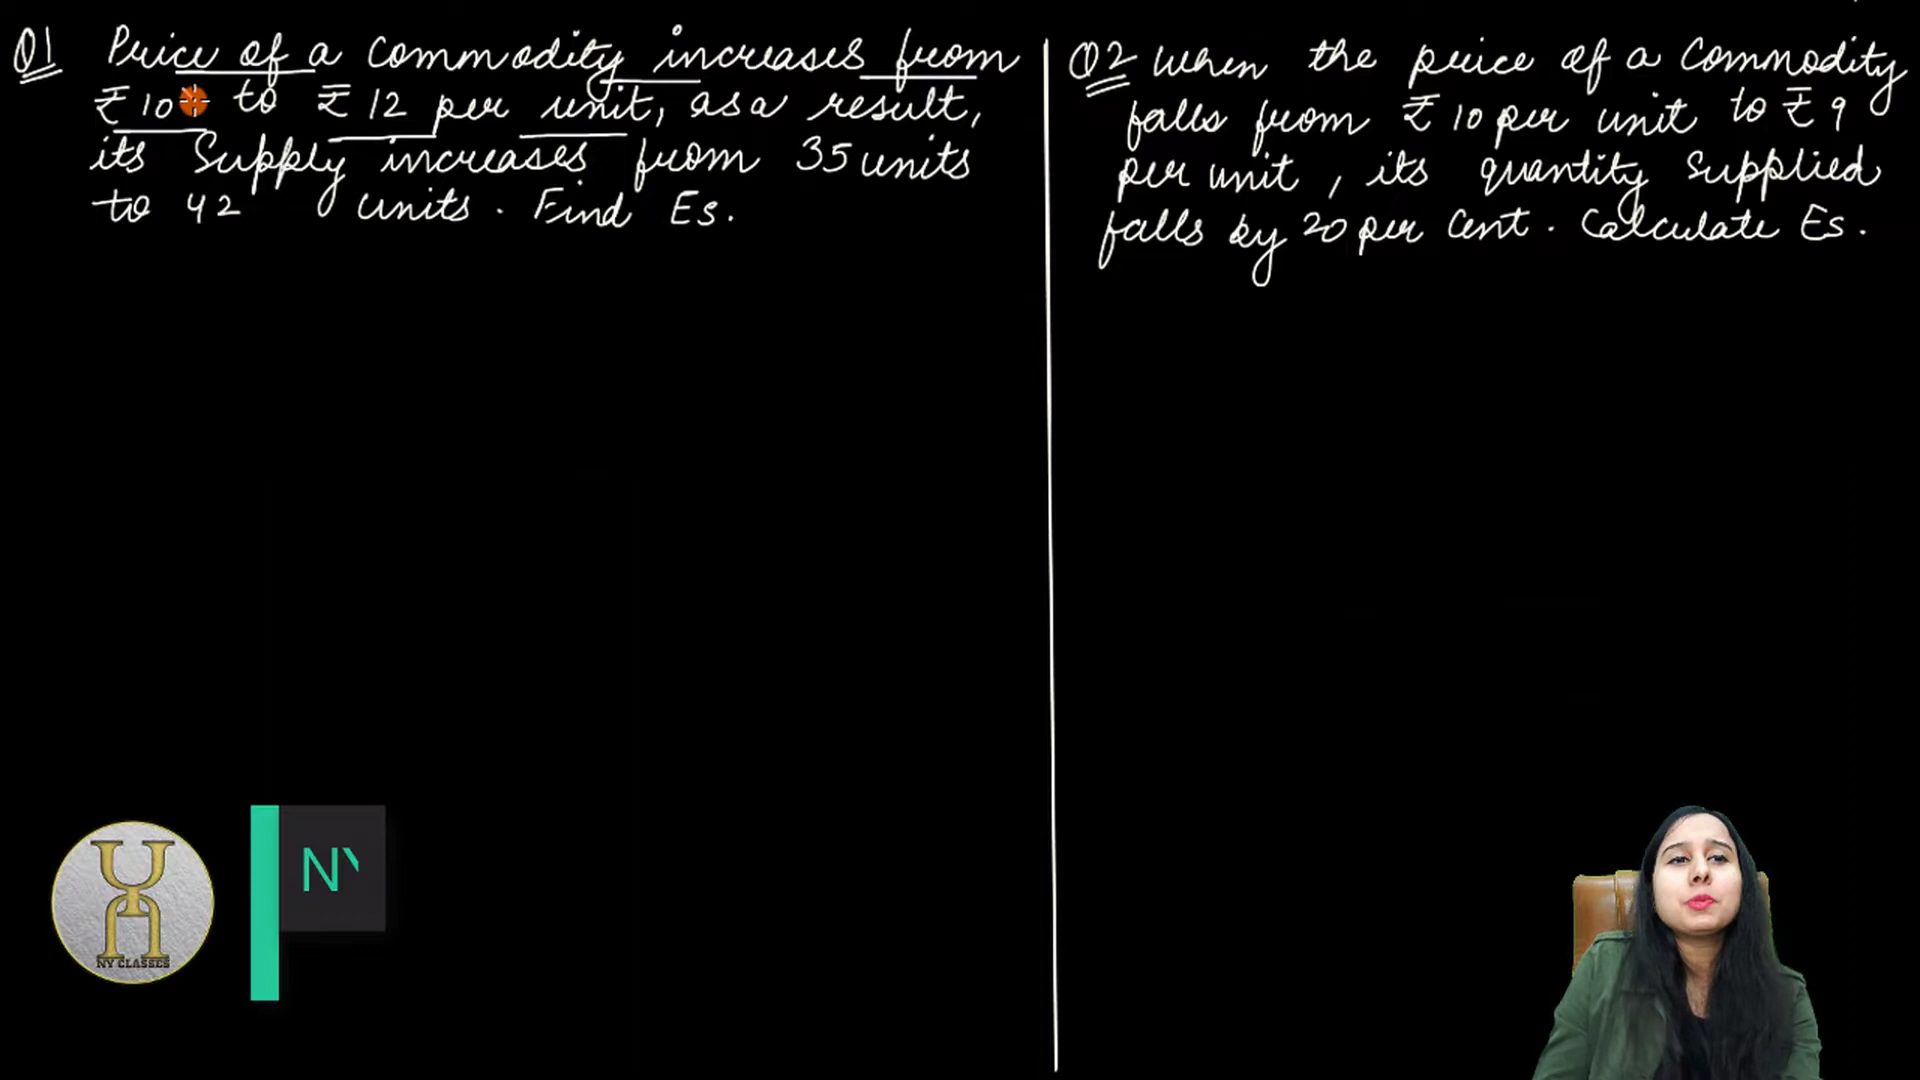 Q1 Price of a Commodity increases from
₹10 to ₹ 12 per unit, as a result,
its Supply increases from 35 units
to 42 units. Find Es.
Q2 When the price of a Commodity
falls from ₹ 10 per unit to ₹ 9
per unit, its quantity Supplied
falls by 20 per Cent. Calculate Es.
NY CLASSES
NY